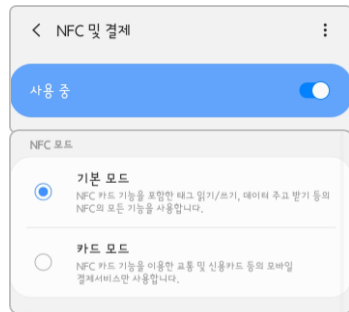 NFC 및 결제
사용 중
NFC 모드
기본 모드
NFC 카드 기능을 포함한 태그 읽기/쓰기, 데이터 주고 받기 등의
NFC의 모든 기능을 사용합니다.
카드 모드
NFC 카드 기능을 이용한 교통 및 신용카드 등의 모바일
결제서비스만 사용합니다.